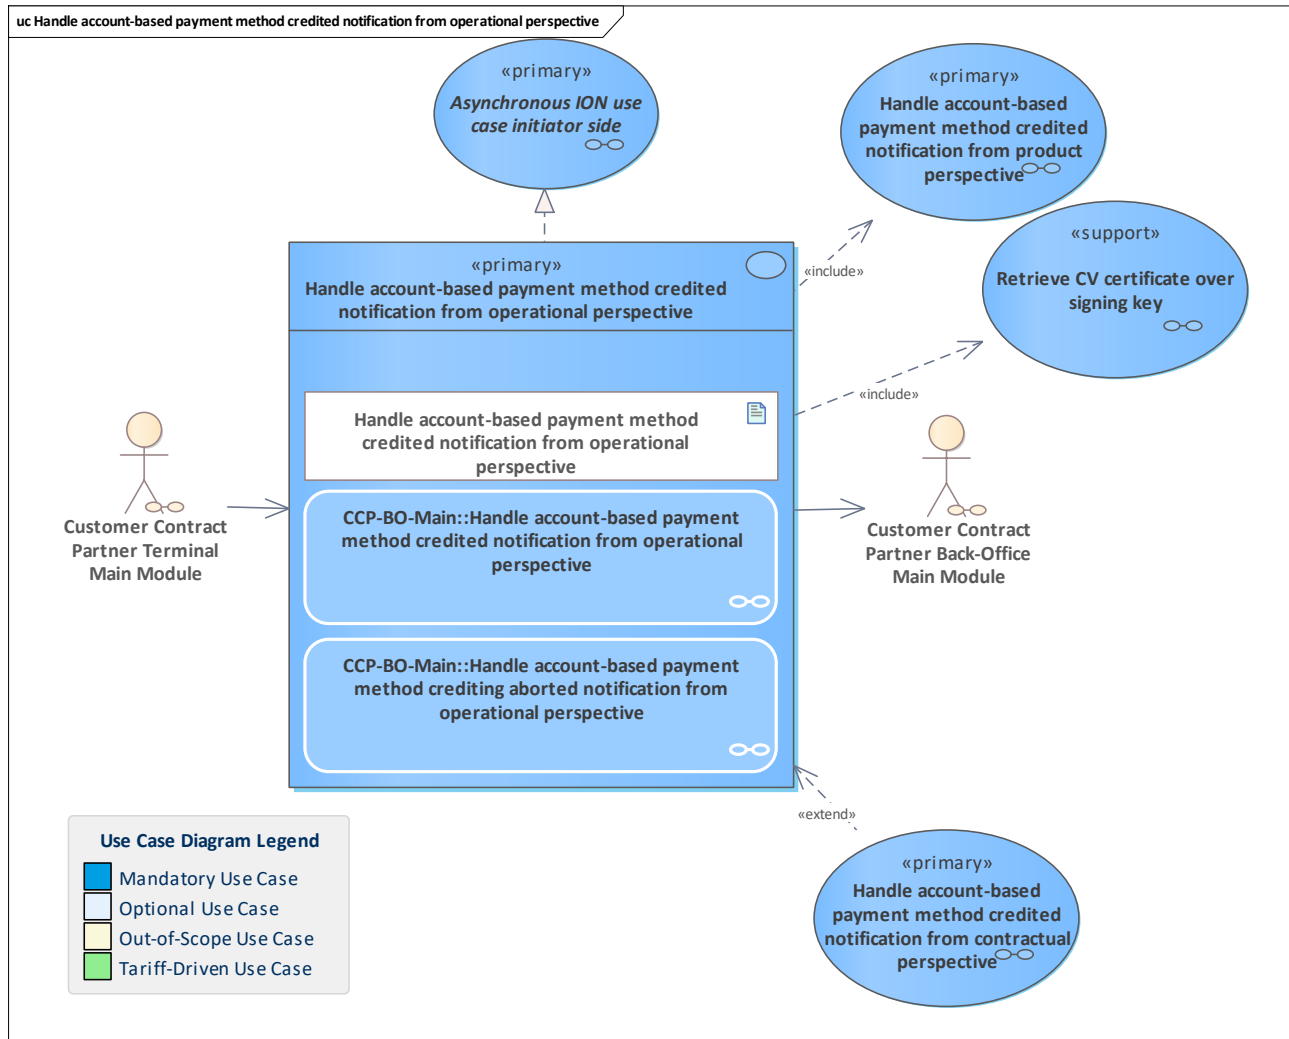 uc Handle account-based payment method credited notification from operational perspective
«primary»
Asynchronous ION use
case initiator side
«primary»
Handle account-based
payment method credited
notification from product
perspective
«support»
Retrieve CV certificate over
signing key
«include»
«include»
«primary»
Handle account-based payment method credited
notification from operational perspective
Handle account-based payment method
credited notification from operational
perspective
CCP-BO-Main::Handle account-based payment
method credited notification from operational
perspective
CCP-BO-Main::Handle account-based payment
method crediting aborted notification from
operational perspective
Customer Contract
Partner Terminal
Main Module
Customer Contract
Partner Back-Office
Main Module
«extend»
«primary»
Handle account-based
payment method credited
notification from contractual
perspective
Use Case Diagram Legend
Mandatory Use Case
Optional Use Case
Out-of-Scope Use Case
Tariff-Driven Use Case